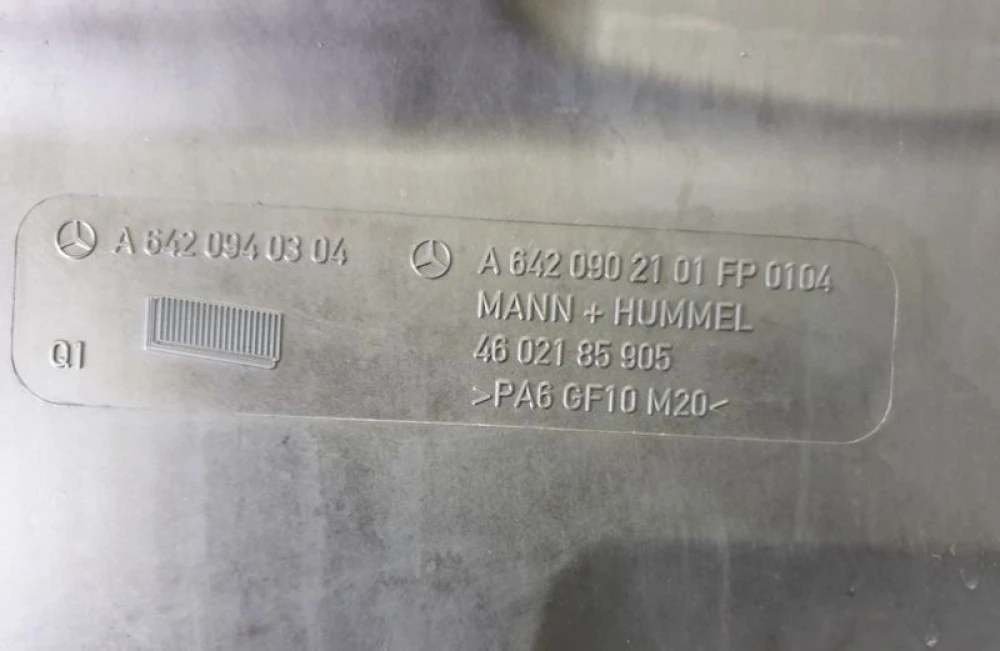 A 642 094 03 04
Q1
A 642 090 21 01 FP 0104
MANN + HUMMEL
46 021 85 905
>PA6 GF10 M20<